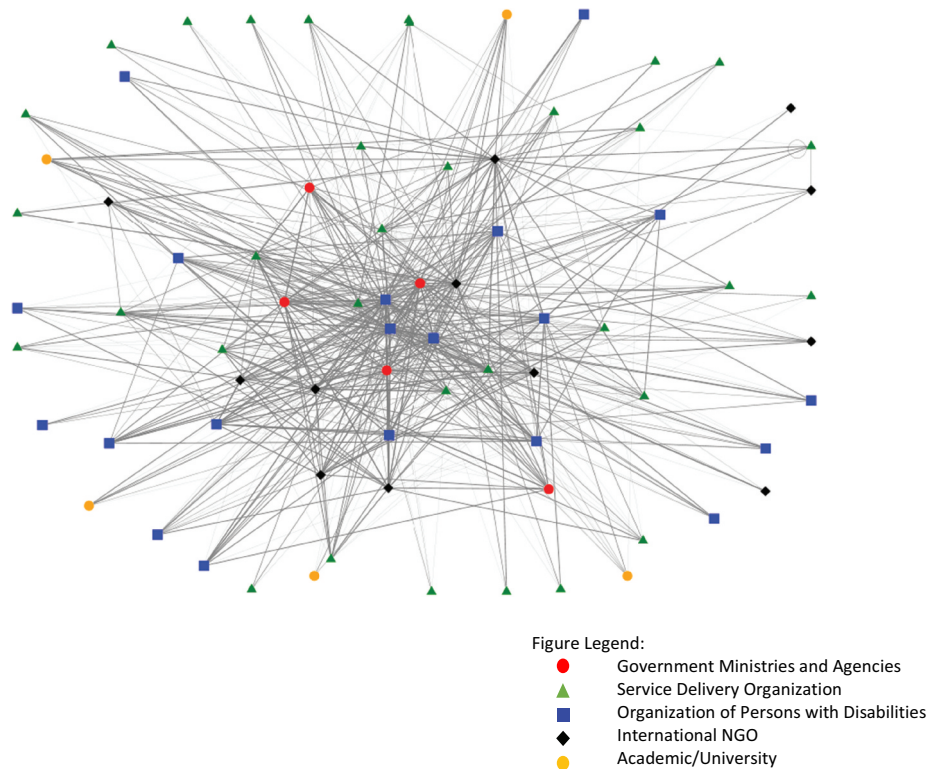 Figure Legend:
Government Ministries and Agencies
Service Delivery Organization
Organization of Persons with Disabilities
International NGO
Academic/University